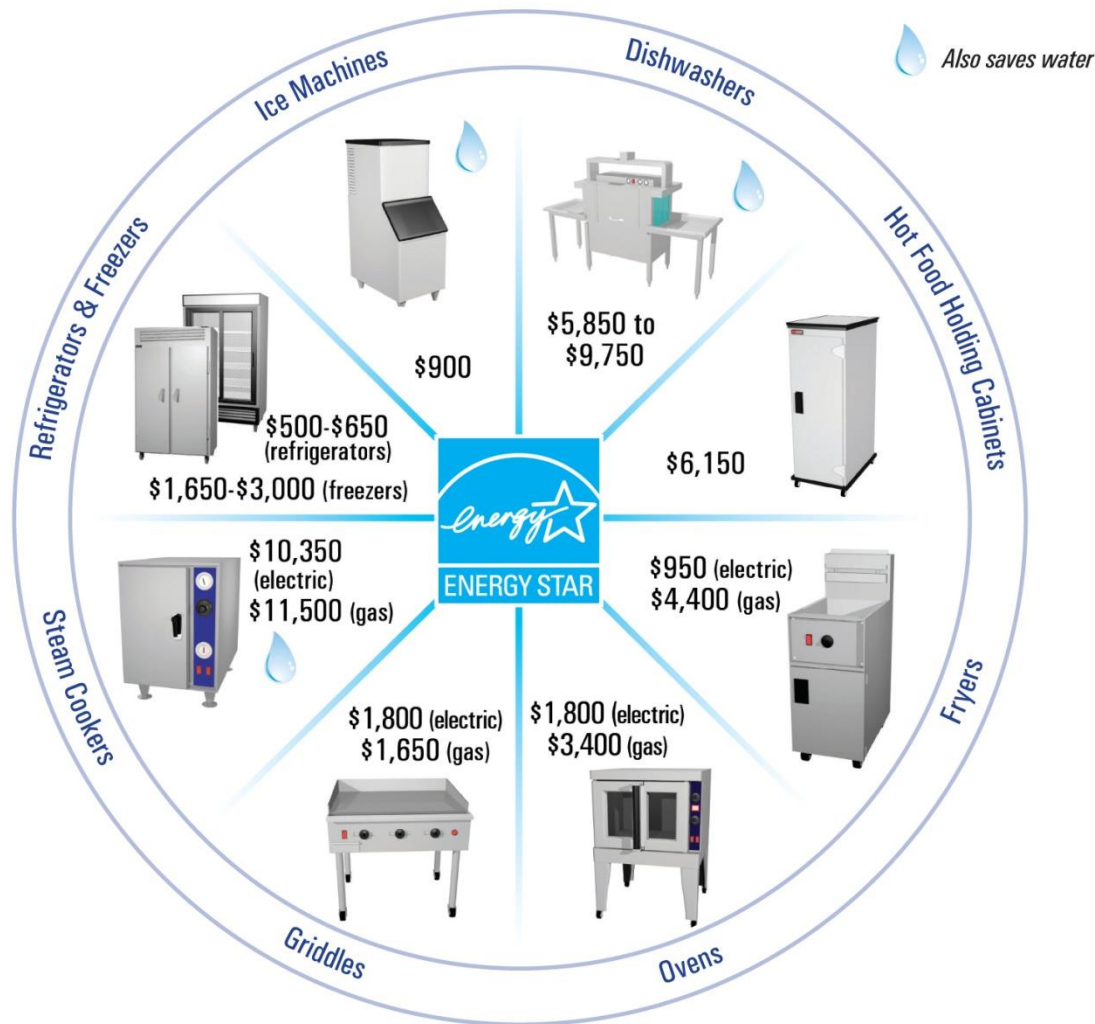 Also saves water
Ice Machines
Dishwashers
Refrigerators & Freezers
Hot Food Holding Cabinets
$900
$5,850 to
$9,750
$500-$650
(refrigerators)
$1,650-$3,000 (freezers)
$6,150
energy
ENERGY STAR
$10,350
(electric)
$11,500 (gas)
$950 (electric)
$4,400 (gas)
Steam Cookers
Fryers
$1,800 (electric)
$1,650 (gas)
$1,800 (electric)
$3,400 (gas)
Griddles
Ovens